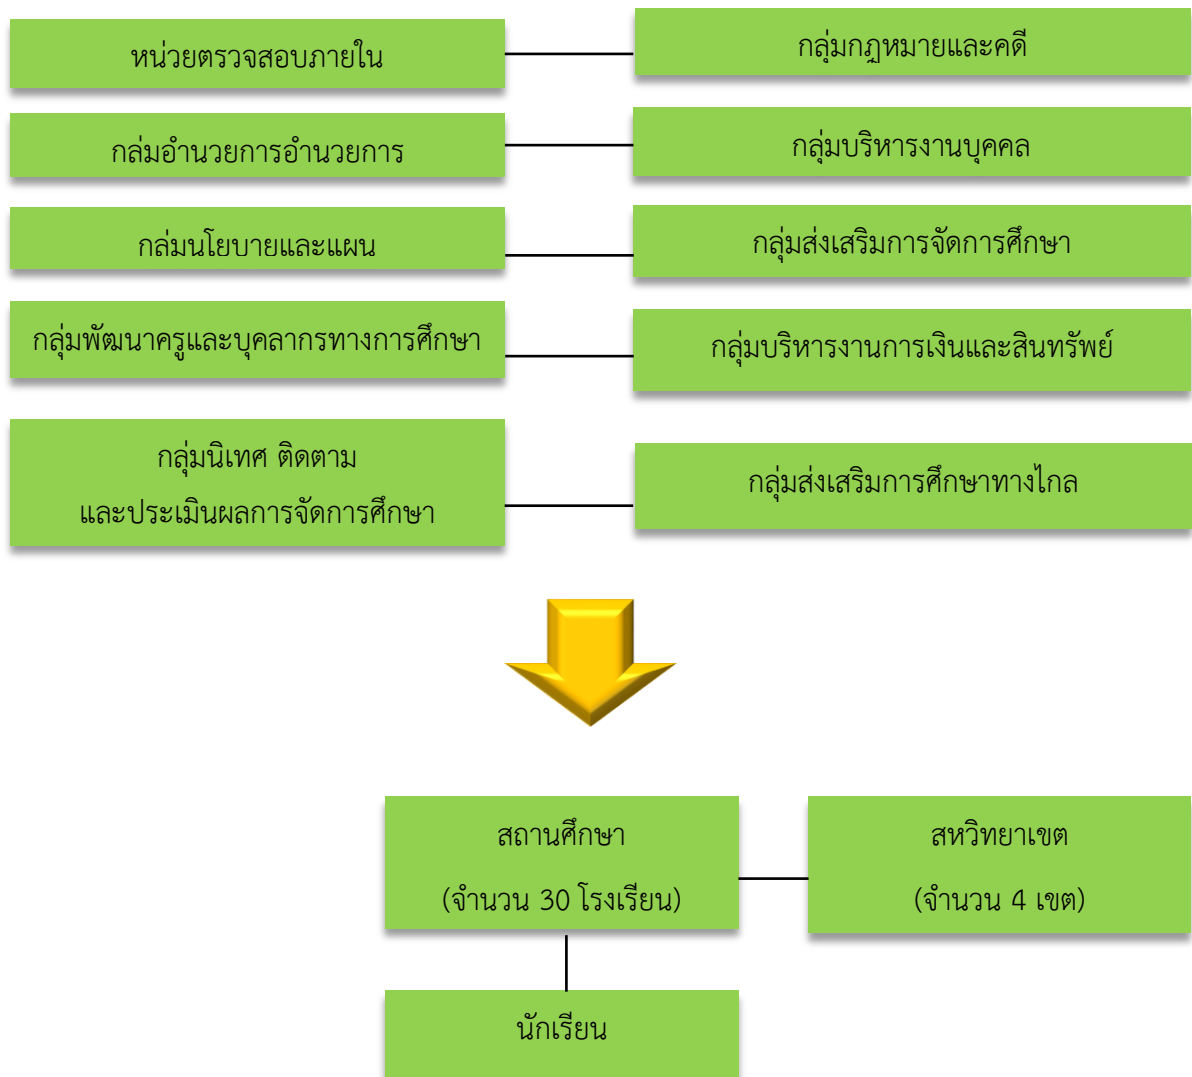 หน่วยตรวจสอบภายใน
กลุ่มกฎหมายและคดี
กลุ่มอำนวยการอำนวยการ
กลุ่มบริหารงานบุคคล
กลุ่มนโยบายและแผน
กลุ่มส่งเสริมการจัดการศึกษา
กลุ่มพัฒนาครูและบุคลากรทางการศึกษา
กลุ่มบริหารงานการเงินและสินทรัพย์
กลุ่มนิเทศ ติดตาม
และประเมินผลการจัดการศึกษา
กลุ่มส่งเสริมการศึกษาทางไกล
สถานศึกษา
(จำนวน 30 โรงเรียน)
สหวิทยาเขต
(จำนวน 4 เขต)
นักเรียน